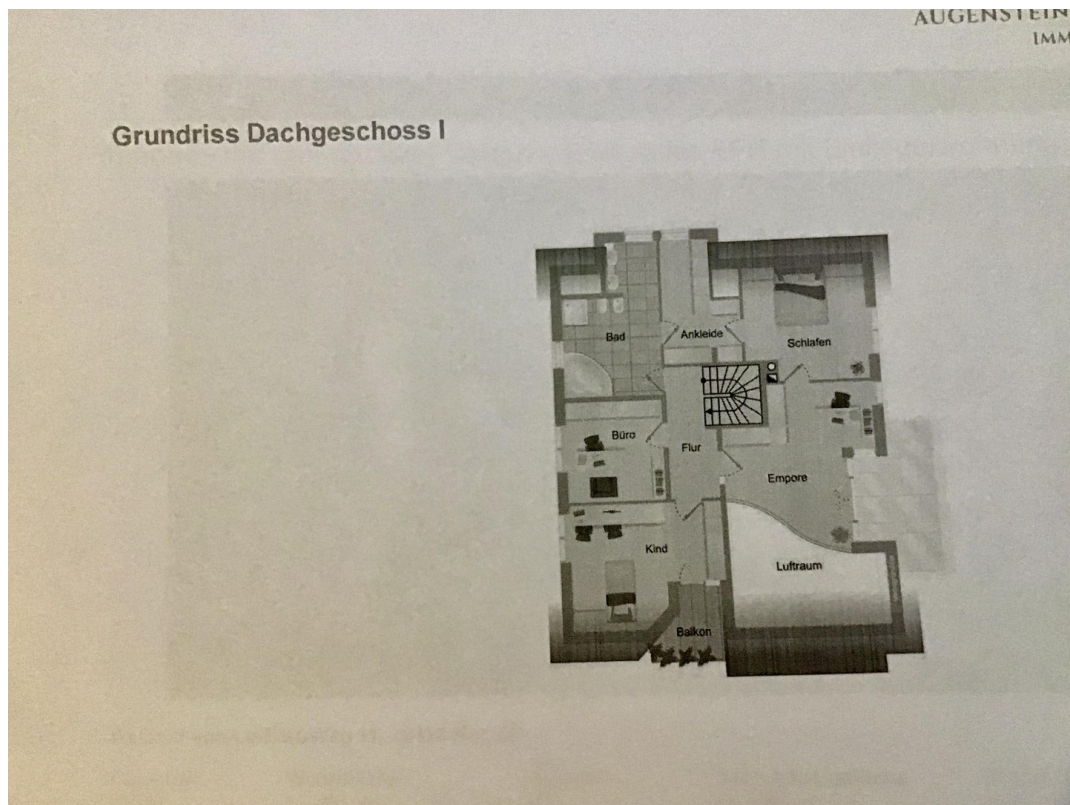 AUGENSTEIN
IMM
Grundriss Dachgeschoss I
Bad
Ankleide
Schlafen
Büro
Flur
Empore
Kind
Luftraum
Balkon